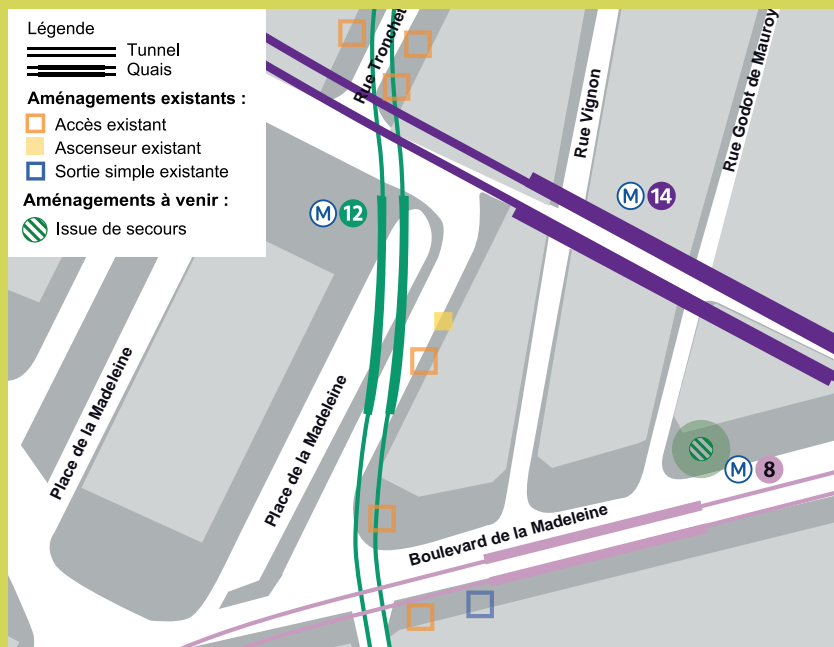 Légende
Tunnel
Quais
Aménagements existants :
Accès existant
Ascenseur existant
Sortie simple existante
Aménagements à venir :
Issue de secours
Rue Tronchet
Rue Vignon
Rue Godot de Mauroy
M 14
M 12
Place de la Madeleine
Place de la Madeleine
M 8
Boulevard de la Madeleine